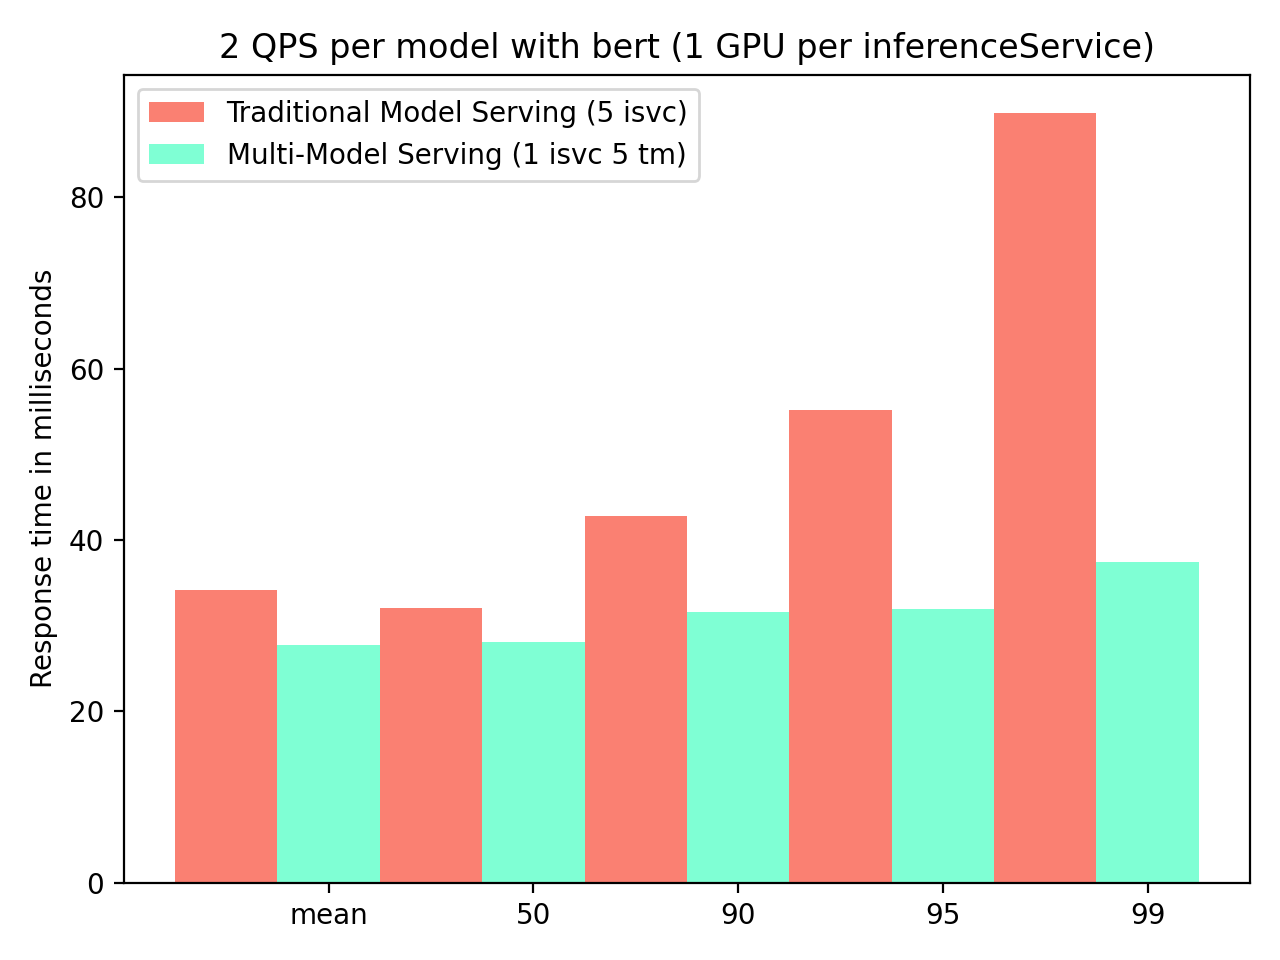 2 QPS per model with bert (1 GPU per inferenceService)
Traditional Model Serving (5 isvc)
Multi-Model Serving (1 isvc 5 tm)
Response time in milliseconds
80
60
40
20
0
mean 50 90 95 99